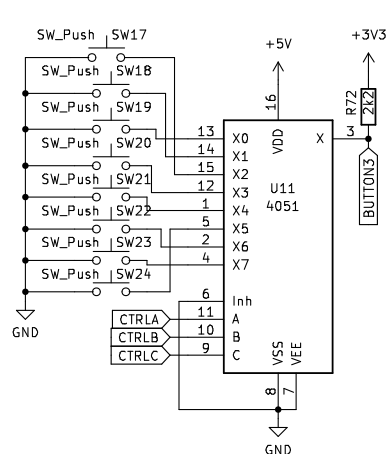 SW_Push SW17
SW_Push SW18
SW_Push SW19
SW_Push SW20
SW_Push SW21
SW_Push SW22
SW_Push SW23
SW_Push SW24
GND
+5V
+3V3
16
VDD
R72
2k2
13 X0
14 X1
15 X2
12 X3
1 X4
5 X5
2 X6
4 X7
6 Inh
11 A
10 B
9 C
X 3
U11
4051
BUTTON3
CTRLA
CTRLB
CTRLC
VSS
VEE
8
7
GND